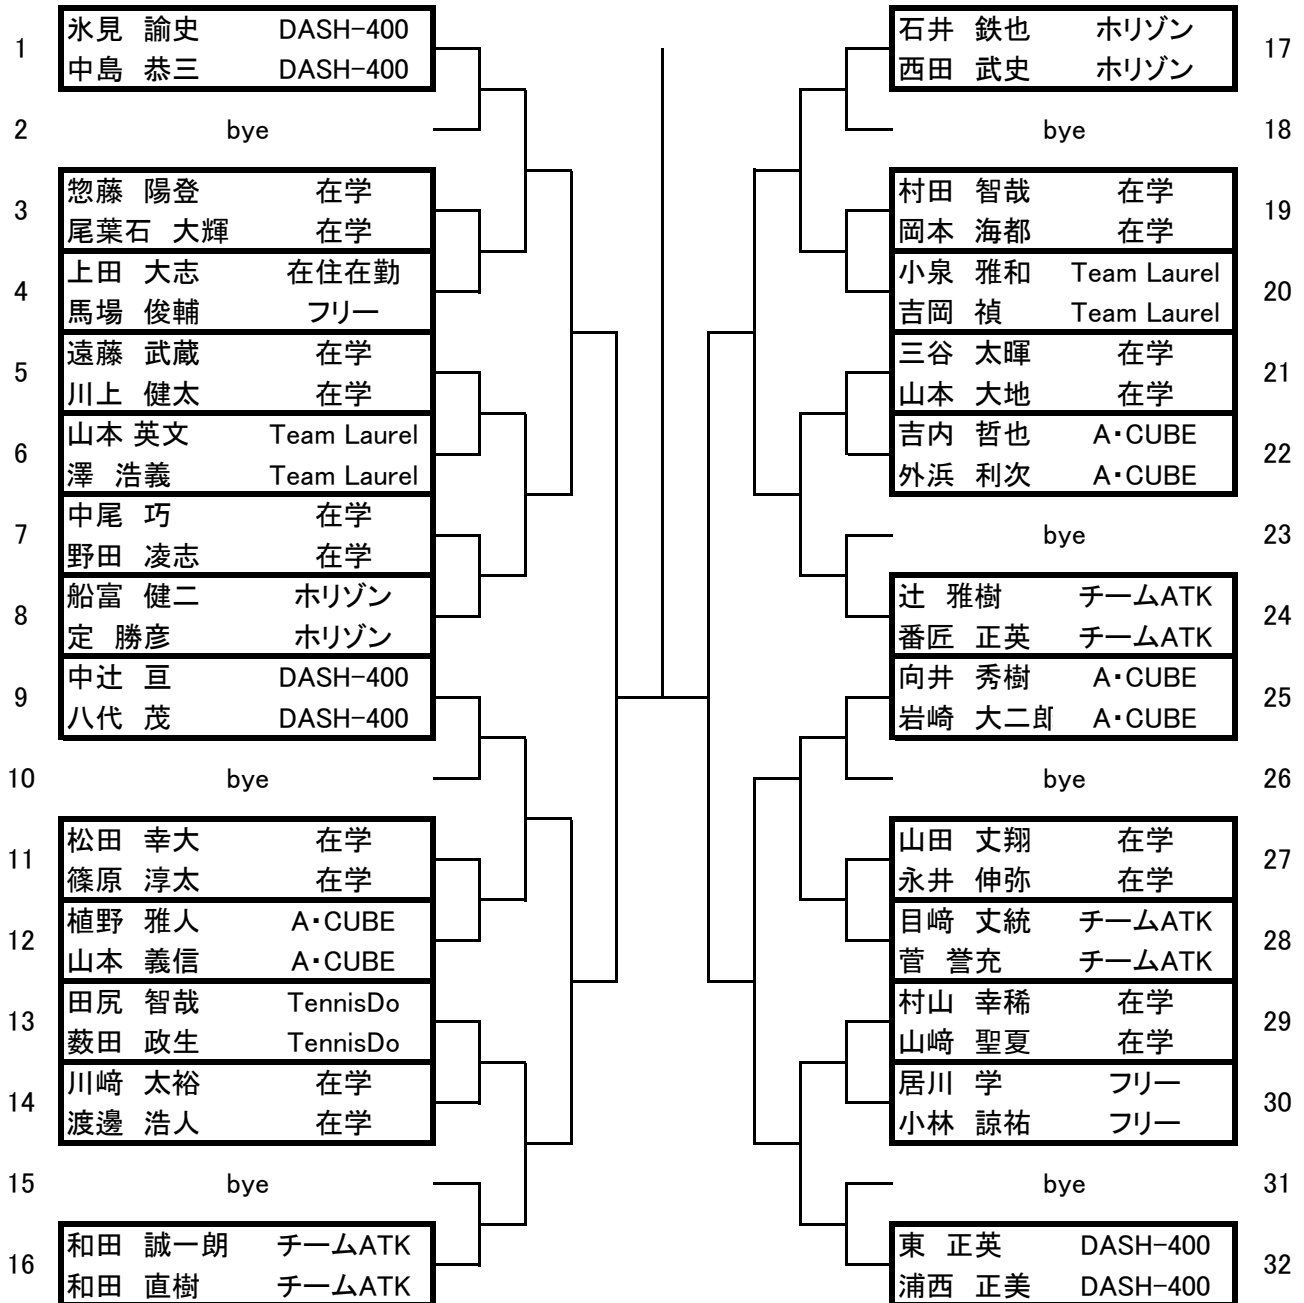 1 氷見 諭史 DASH-400
中島 恭三 DASH-400
2 bye
3 惣藤 陽登 在学
尾葉石 大輝 在学
4 上田 大志 在住在勤
馬場 俊輔 フリー
5 遠藤 武蔵 在学
川上 健太 在学
6 山本 英文 Team Laurel
澤 浩義 Team Laurel
7 中尾 巧 在学
野田 凌志 在学
8 船富 健二 ホリゾン
定 勝彦 ホリゾン
9 中辻 亘 DASH-400
八代 茂 DASH-400
10 bye
11 松田 幸大 在学
篠原 淳太 在学
12 植野 雅人 A・CUBE
山本 義信 A・CUBE
13 田尻 智哉 TennisDo
薮田 政生 TennisDo
14 川﨑 太裕 在学
渡邊 浩人 在学
15 bye
16 和田 誠一朗 チームATK
和田 直樹 チームATK
石井 鉄也 ホリゾン 17
西田 武史 ホリゾン
bye 18
村田 智哉 在学 19
岡本 海都 在学
小泉 雅和 Team Laurel 20
吉岡 禎 Team Laurel
三谷 太暉 在学 21
山本 大地 在学
吉内 哲也 A・CUBE 22
外浜 利次 A・CUBE
bye 23
辻 雅樹 チームATK 24
番匠 正英 チームATK
向井 秀樹 A・CUBE 25
岩崎 大二郎 A・CUBE
bye 26
山田 丈翔 在学 27
永井 伸弥 在学
目﨑 丈統 チームATK 28
菅 誉充 チームATK
村山 幸稀 在学 29
山﨑 聖夏 在学
居川 学 フリー 30
小林 諒祐 フリー
bye 31
東 正英 DASH-400 32
浦西 正美 DASH-400